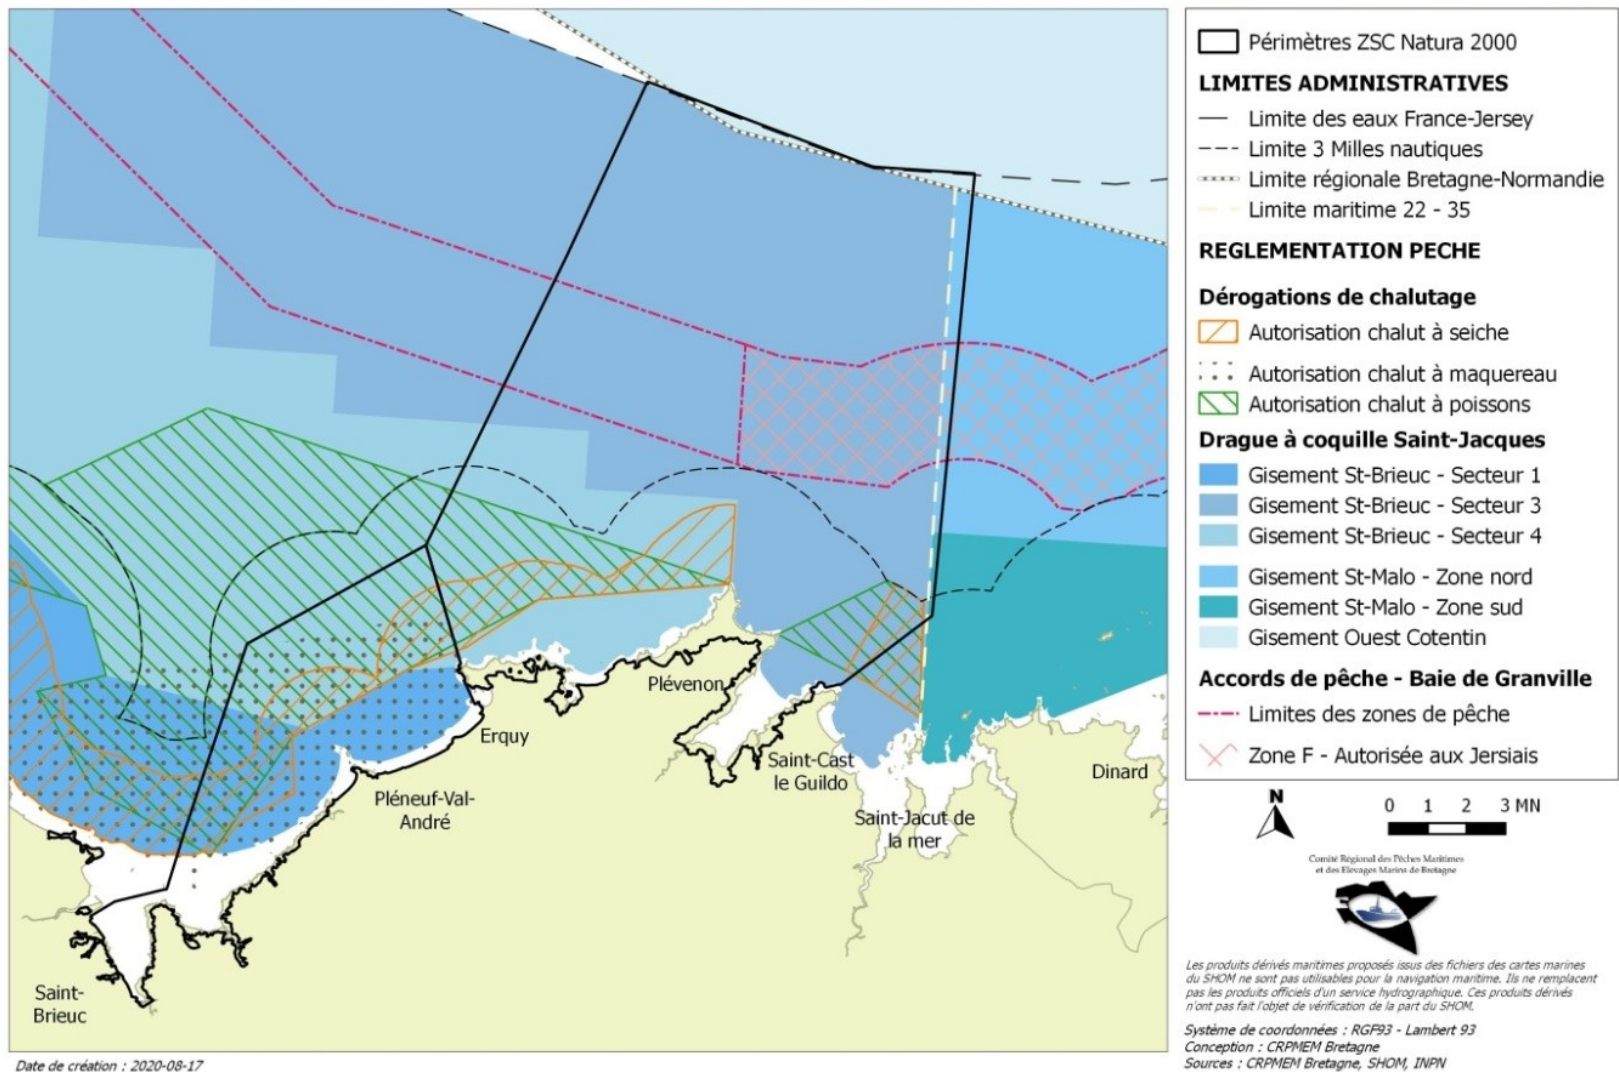 Périmètres ZSC Natura 2000
LIMITES ADMINISTRATIVES
Limite des eaux France-Jersey
Limite 3 Milles nautiques
Limite régionale Bretagne-Normandie
Limite maritime 22 - 35
REGLEMENTATION PECHE
Dérogations de chalutage
Autorisation chalut à seiche
Autorisation chalut à maquereau
Autorisation chalut à poissons
Drague à coquille Saint-Jacques
Gisement St-Brieuc - Secteur 1
Gisement St-Brieuc - Secteur 3
Gisement St-Brieuc - Secteur 4
Gisement St-Malo - Zone nord
Gisement St-Malo - Zone sud
Gisement Ouest Cotentin
Accords de pêche - Baie de Granville
Limites des zones de pêche
Zone F - Autorisée aux Jersiais
Plévenon
Erquy
Saint-Cast
le Guildo
Dinard
Pléneuf-Val-
André
Saint-Jacut de
la mer
Saint-
Brieuc
N
0 1 2 3 MN
Comité Régional des Pêches Maritimes
et des Elevages Marins de Bretagne
Les produits dérivés maritimes proposés issus des fichiers des cartes marines
du SHOM ne sont pas utilisables pour la navigation maritime. Ils ne remplacent
pas les produits officiels d'un service hydrographique. Ces produits dérivés
n'ont pas fait l'objet de vérification de la part du SHOM.
Système de coordonnées : RGF93 - Lambert 93
Conception : CRPMEM Bretagne
Sources : CRPMEM Bretagne, SHOM, INPN
Date de création : 2020-08-17